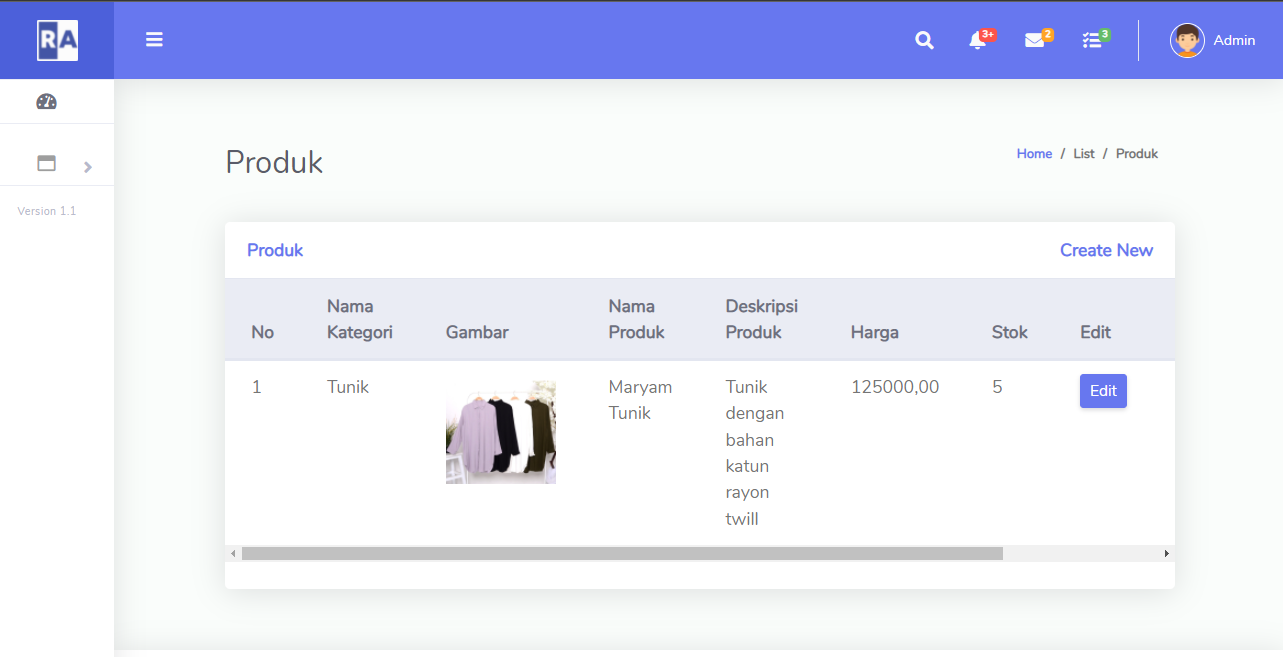 RA
3+
2
3
Admin
Version 1.1
Produk
Home / List / Produk
Produk
Create New
No
Nama
Kategori
Gambar
Nama
Produk
Deskripsi
Produk
Harga
Stok
Edit
1
Tunik
Maryam
Tunik
Tunik
dengan
bahan
katun
rayon
twill
125000,00
5
Edit